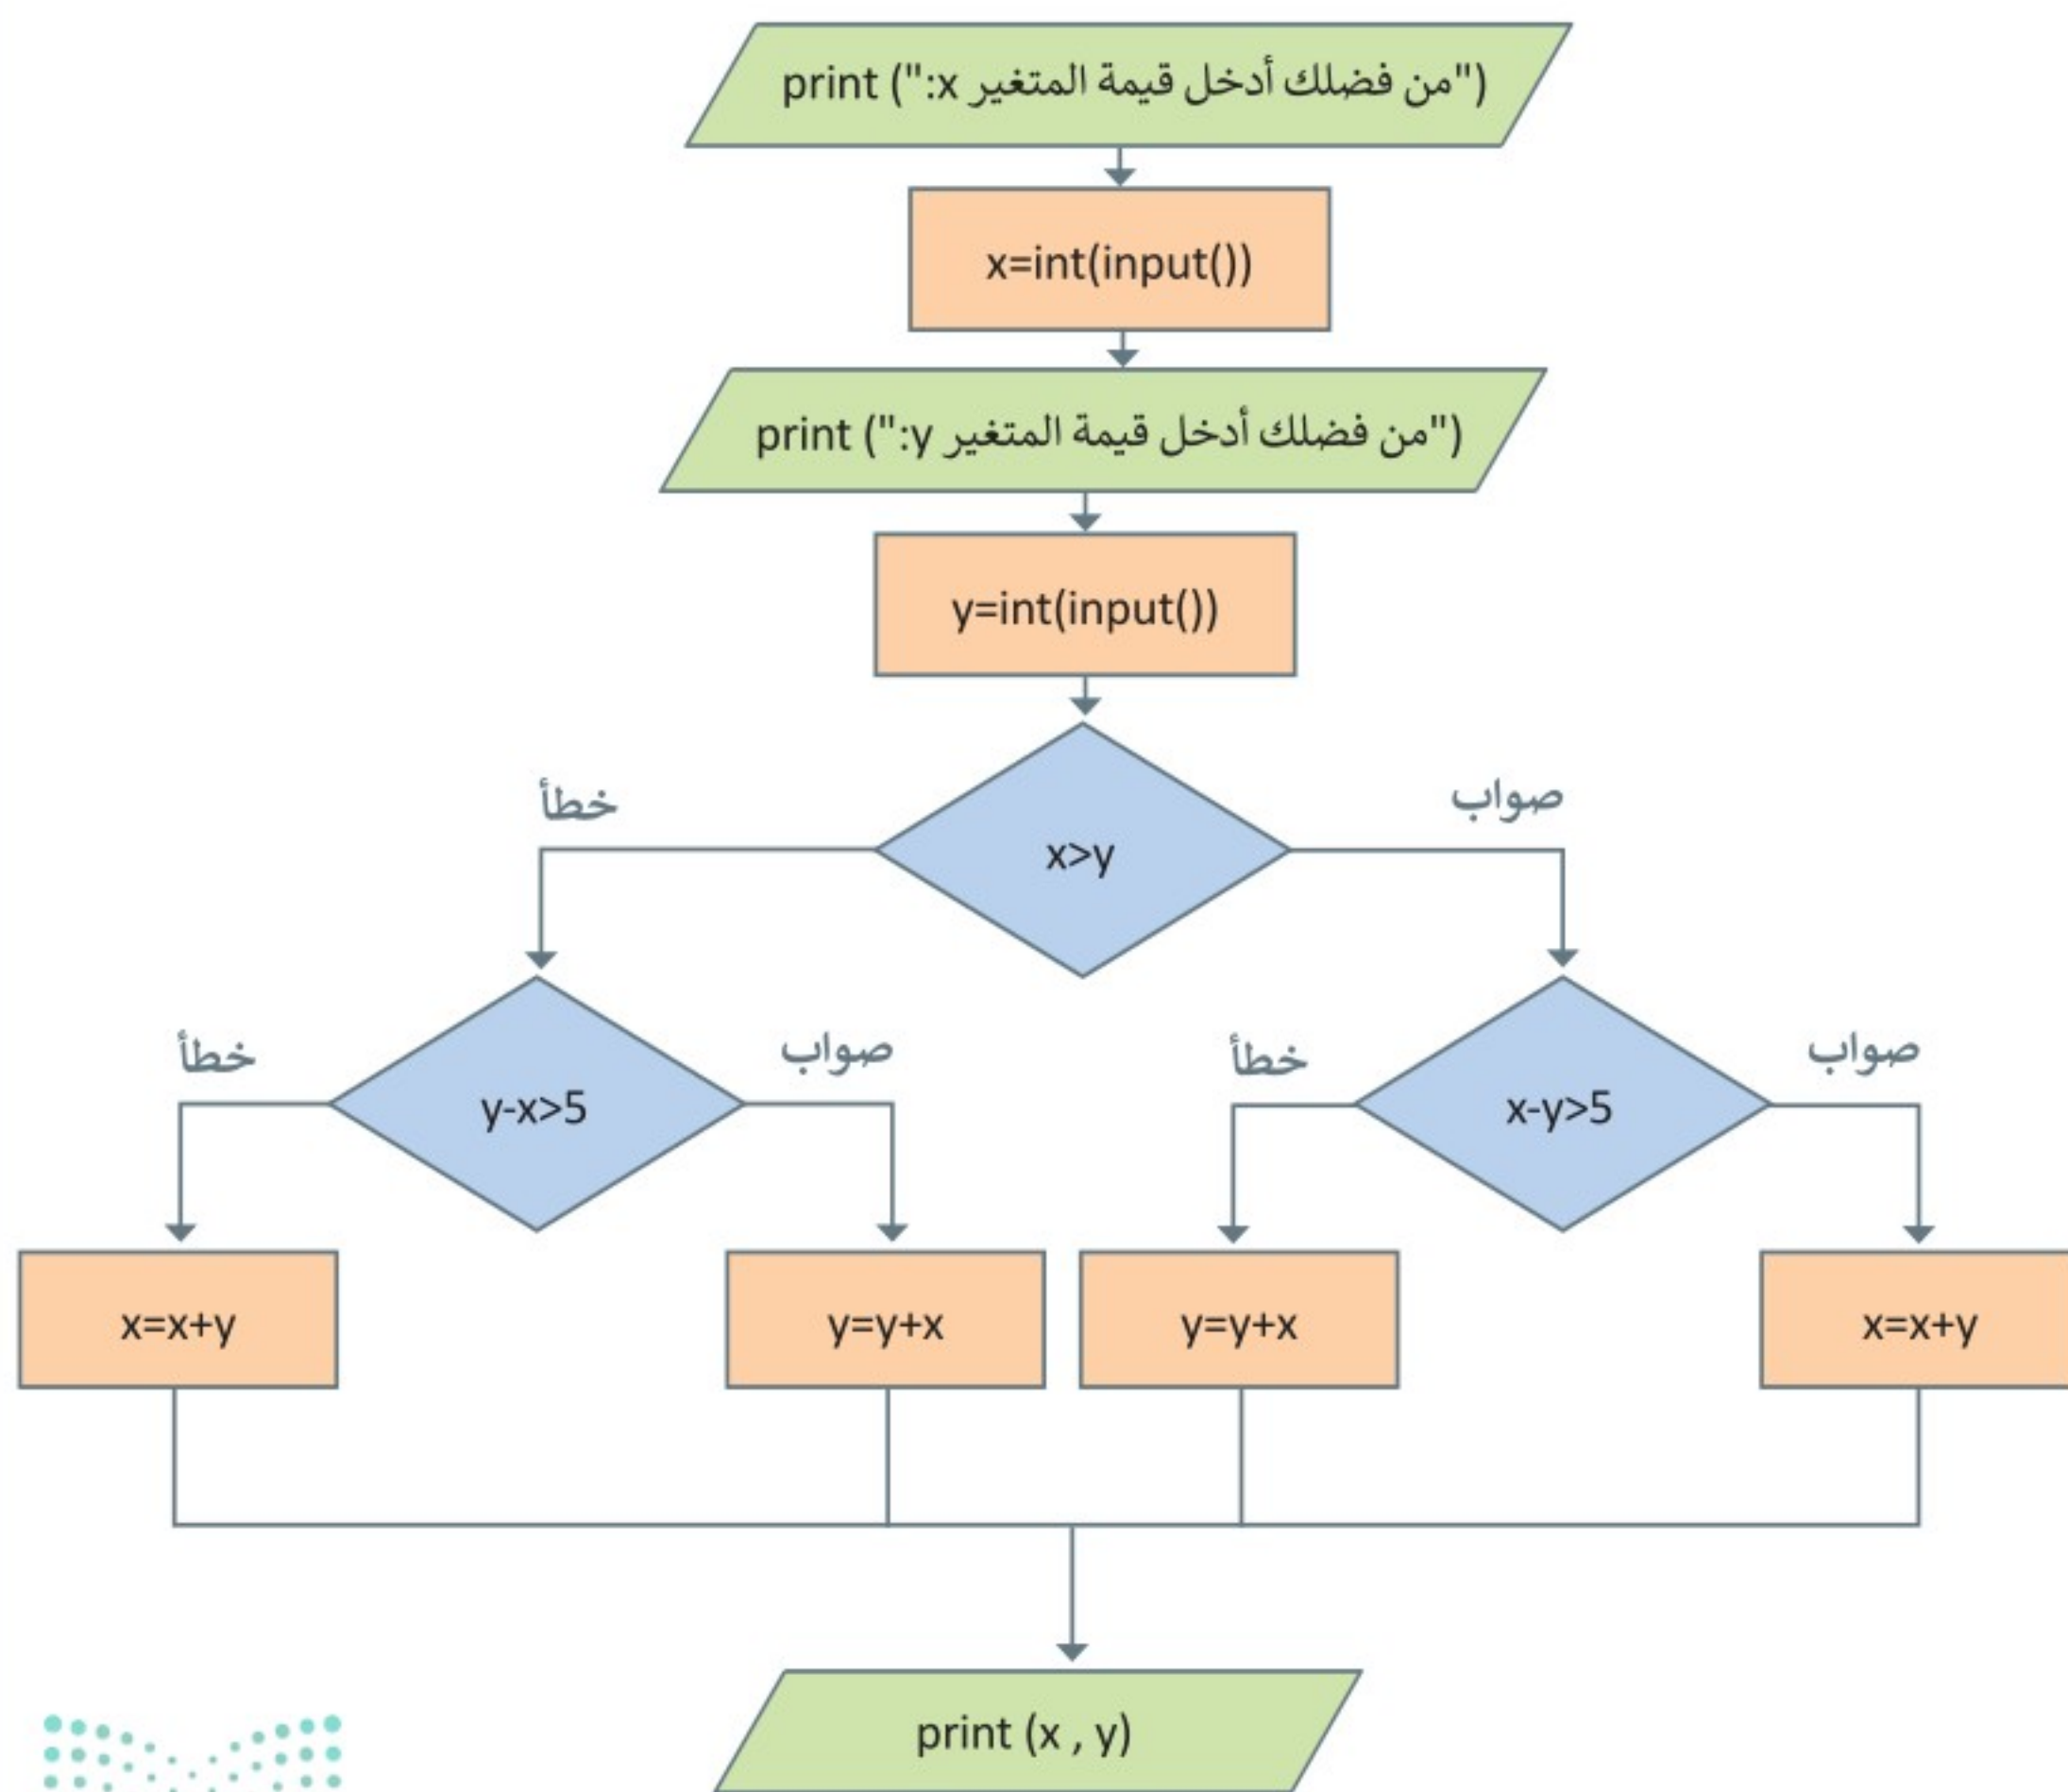 print ("من فضلك أدخل قيمة المتغير x:")
x=int(input())
print ("من فضلك أدخل قيمة المتغير y:")
y=int(input())
خطأ
صواب
x>y
خطأ
صواب
خطأ
صواب
y-x>5
x-y>5
x=x+y
y=y+x
y=y+x
x=x+y
print (x , y)